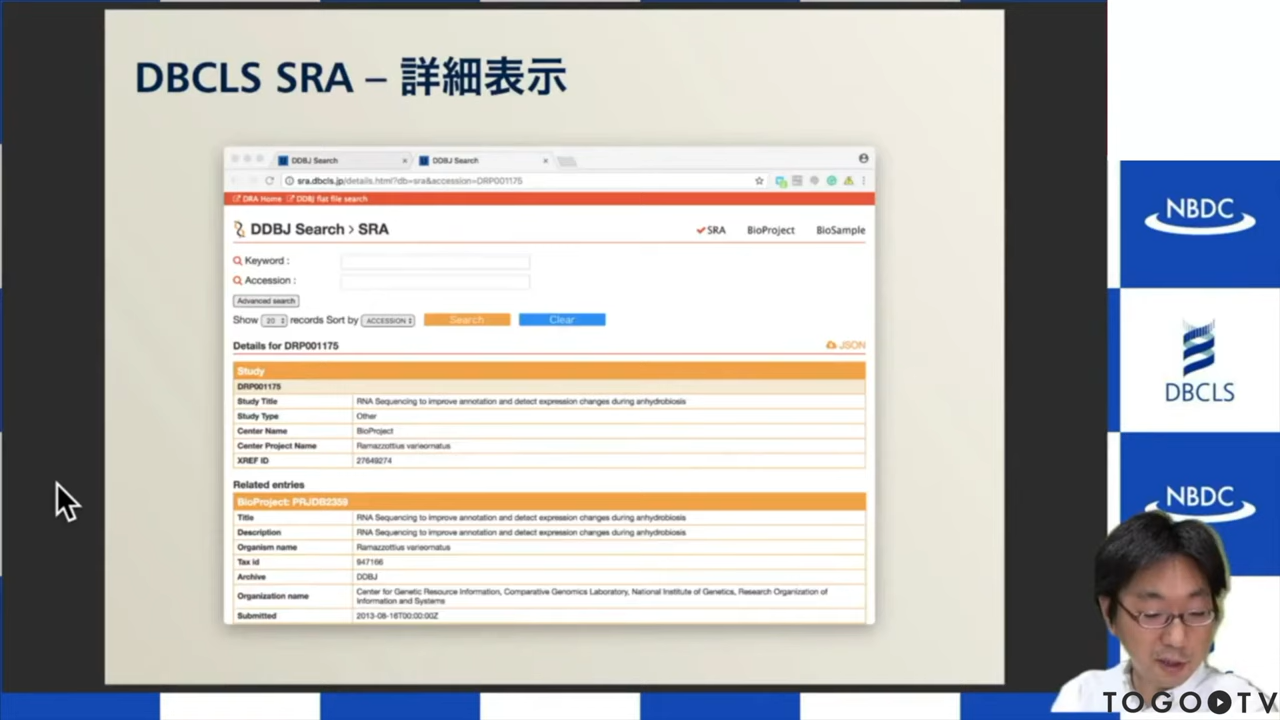 DBCLS SRA – 詳細表示
DDBJ Search
DDBJ Search
sra.dbcls.jp/details.html?db=sra&accession=DRP001175
DRA Home DDBJ flat file search
DDBJ Search > SRA
SRA BioProject BioSample
Keyword :
Accession :
Advanced search
Show 20 records Sort by ACCESSION Search Clear
Details for DRP001175
JSON
Study
DRP001175
Study Title RNA Sequencing to improve annotation and detect expression changes during anhydrobiosis
Study Type Other
Center Name BioProject
Center Project Name Ramazzottius varieornatus
XREF ID 27649274
Related entries
BioProject: PRJDB2359
Title RNA Sequencing to improve annotation and detect expression changes during anhydrobiosis
Description RNA Sequencing to improve annotation and detect expression changes during anhydrobiosis
Organism name Ramazzottius varieornatus
Tax id 947166
Archive DDBJ
Organization name Center for Genetic Resource Information, Comparative Genomics Laboratory, National Institute of Genetics, Research Organization of
Information and Systems
Submitted 2013-08-16T00:00:00Z
NBDC
DBCLS
NBDC
TOGO TV